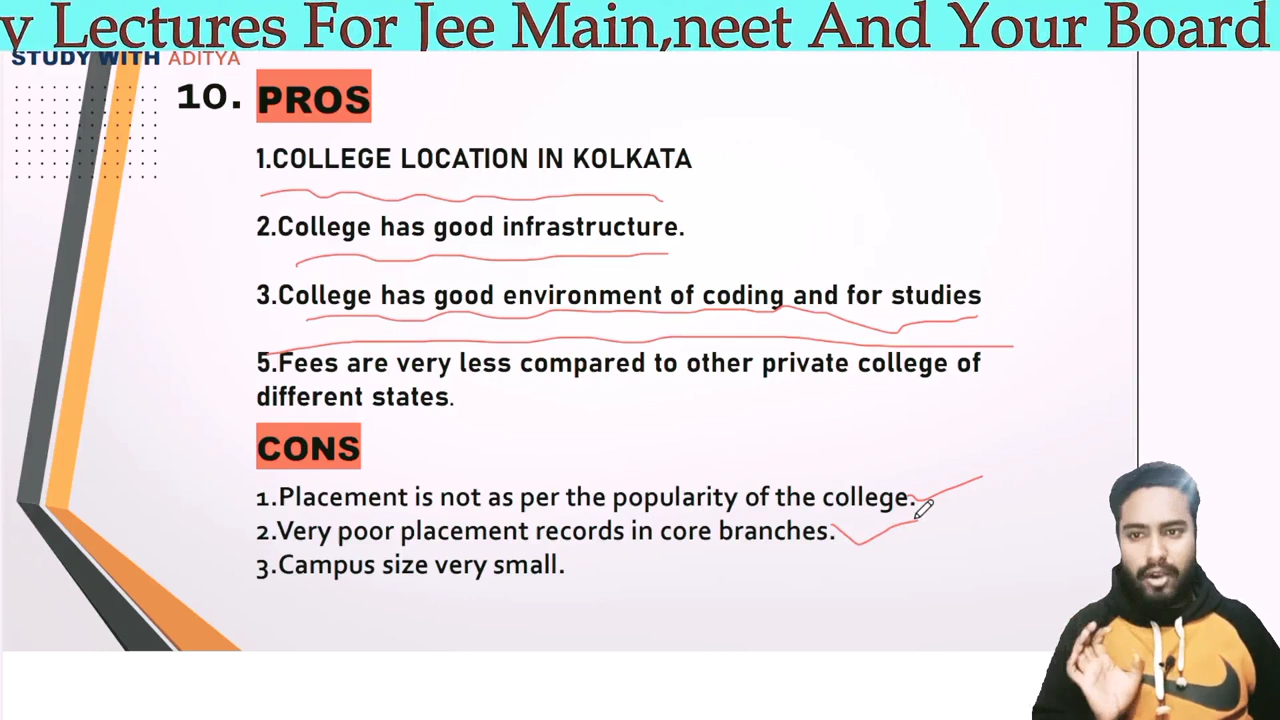 y Lectures For Jee Main,neet And Your Board
STUDY WITH ADITYA
10. PROS
1.COLLEGE LOCATION IN KOLKATA
2.College has good infrastructure.
3.College has good environment of coding and for studies
5.Fees are very less compared to other private college of
different states.
CONS
1.Placement is not as per the popularity of the college.
2.Very poor placement records in core branches.
3.Campus size very small.